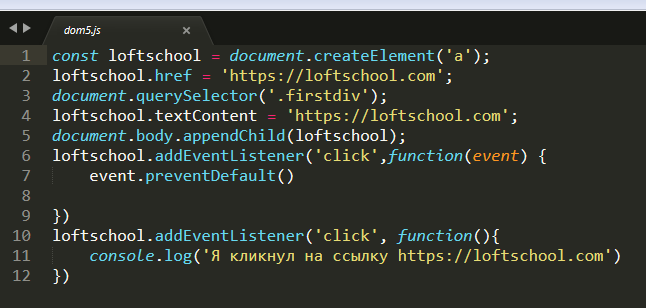 dom5.js
1 const loftschool = document.createElement('a');
2 loftschool.href = 'https://loftschool.com';
3 document.querySelector('.firstdiv');
4 loftschool.textContent = 'https://loftschool.com';
5 document.body.appendChild(loftschool);
6 loftschool.addEventListener('click',function(event) {
7     event.preventDefault()
8
9 })
10 loftschool.addEventListener('click', function(){
11     console.log('Я кликнул на ссылку https://loftschool.com')
12 })